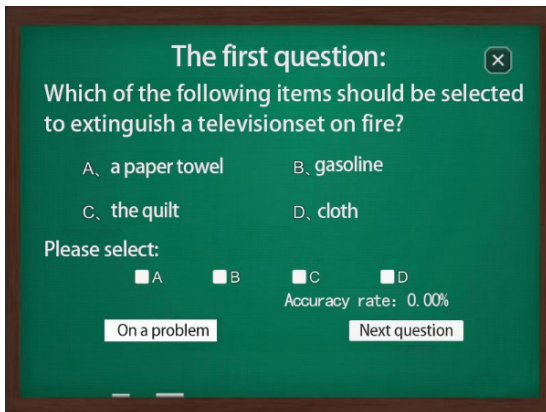 The first question:
Which of the following items should be selected
to extinguish a televisionset on fire?
A、a paper towel B、gasoline
C、the quilt D、cloth
Please select:
A B C D
Accuracy rate: 0.00%
On a problem Next question